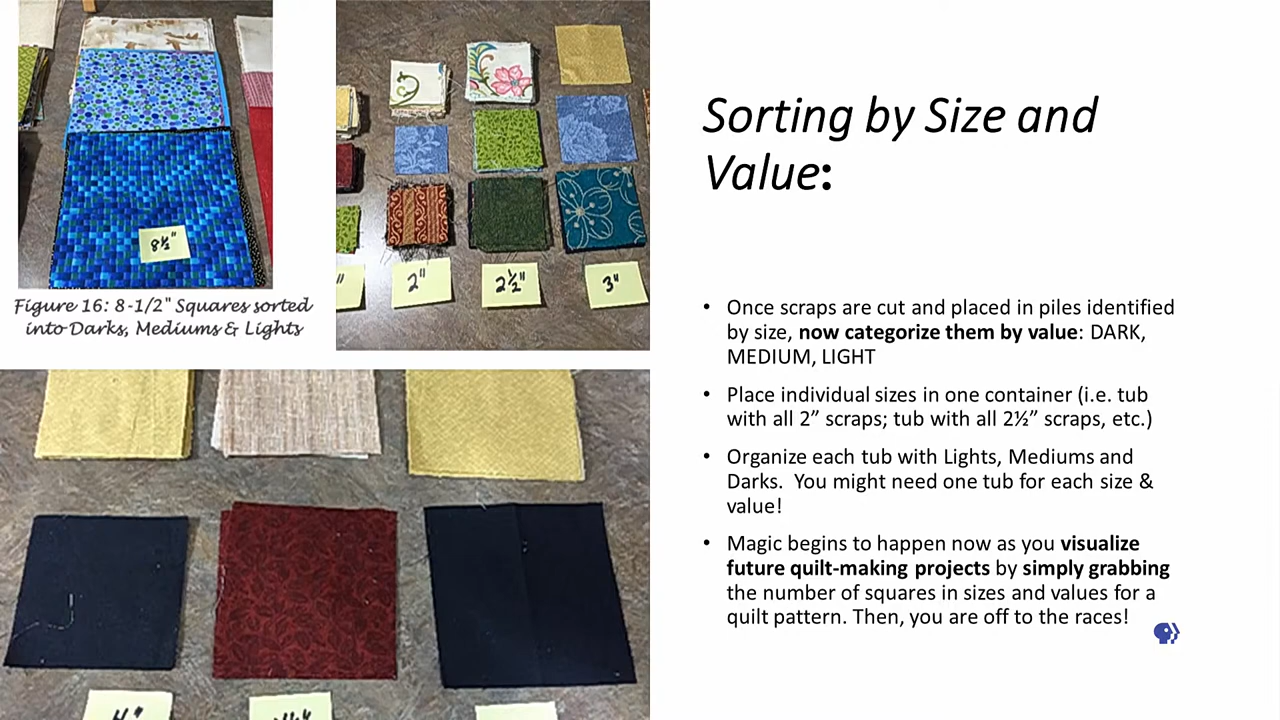 8½"
Figure 16: 8-1/2" Squares sorted
into Darks, Mediums & Lights
"
2"
2½"
3"
4"
Sorting by Size and
Value:
• Once scraps are cut and placed in piles identified
by size, now categorize them by value: DARK,
MEDIUM, LIGHT
• Place individual sizes in one container (i.e. tub
with all 2” scraps; tub with all 2½” scraps, etc.)
• Organize each tub with Lights, Mediums and
Darks.  You might need one tub for each size &
value!
• Magic begins to happen now as you visualize
future quilt-making projects by simply grabbing
the number of squares in sizes and values for a
quilt pattern. Then, you are off to the races!